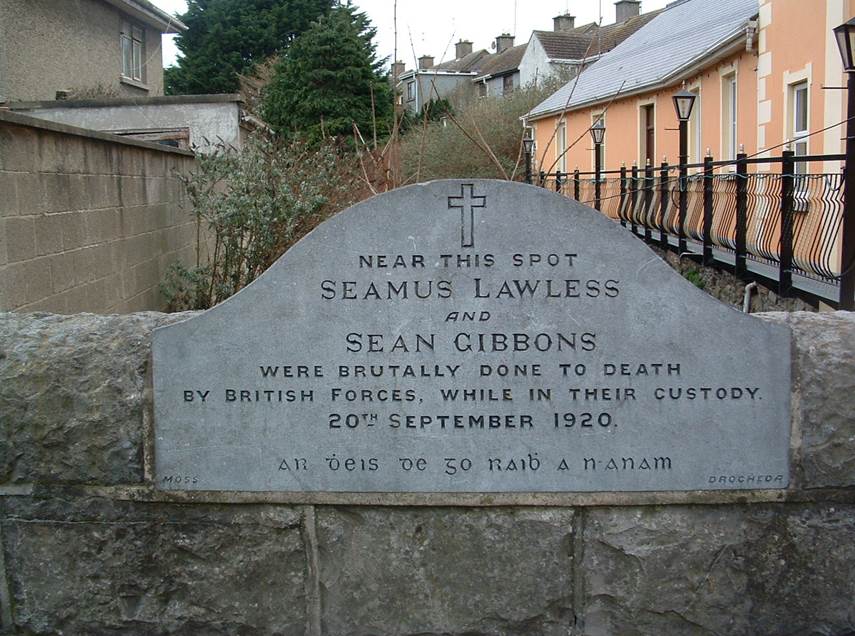 NEAR THIS SPOT
SEAMUS LAWLESS
AND
SEAN GIBBONS
WERE BRUTALLY DONE TO DEATH
BY BRITISH FORCES, WHILE IN THEIR CUSTODY.
20TH SEPTEMBER 1920.
AR ḋeis dé go raiḃ a n-anam
MOSS DROGHEDA